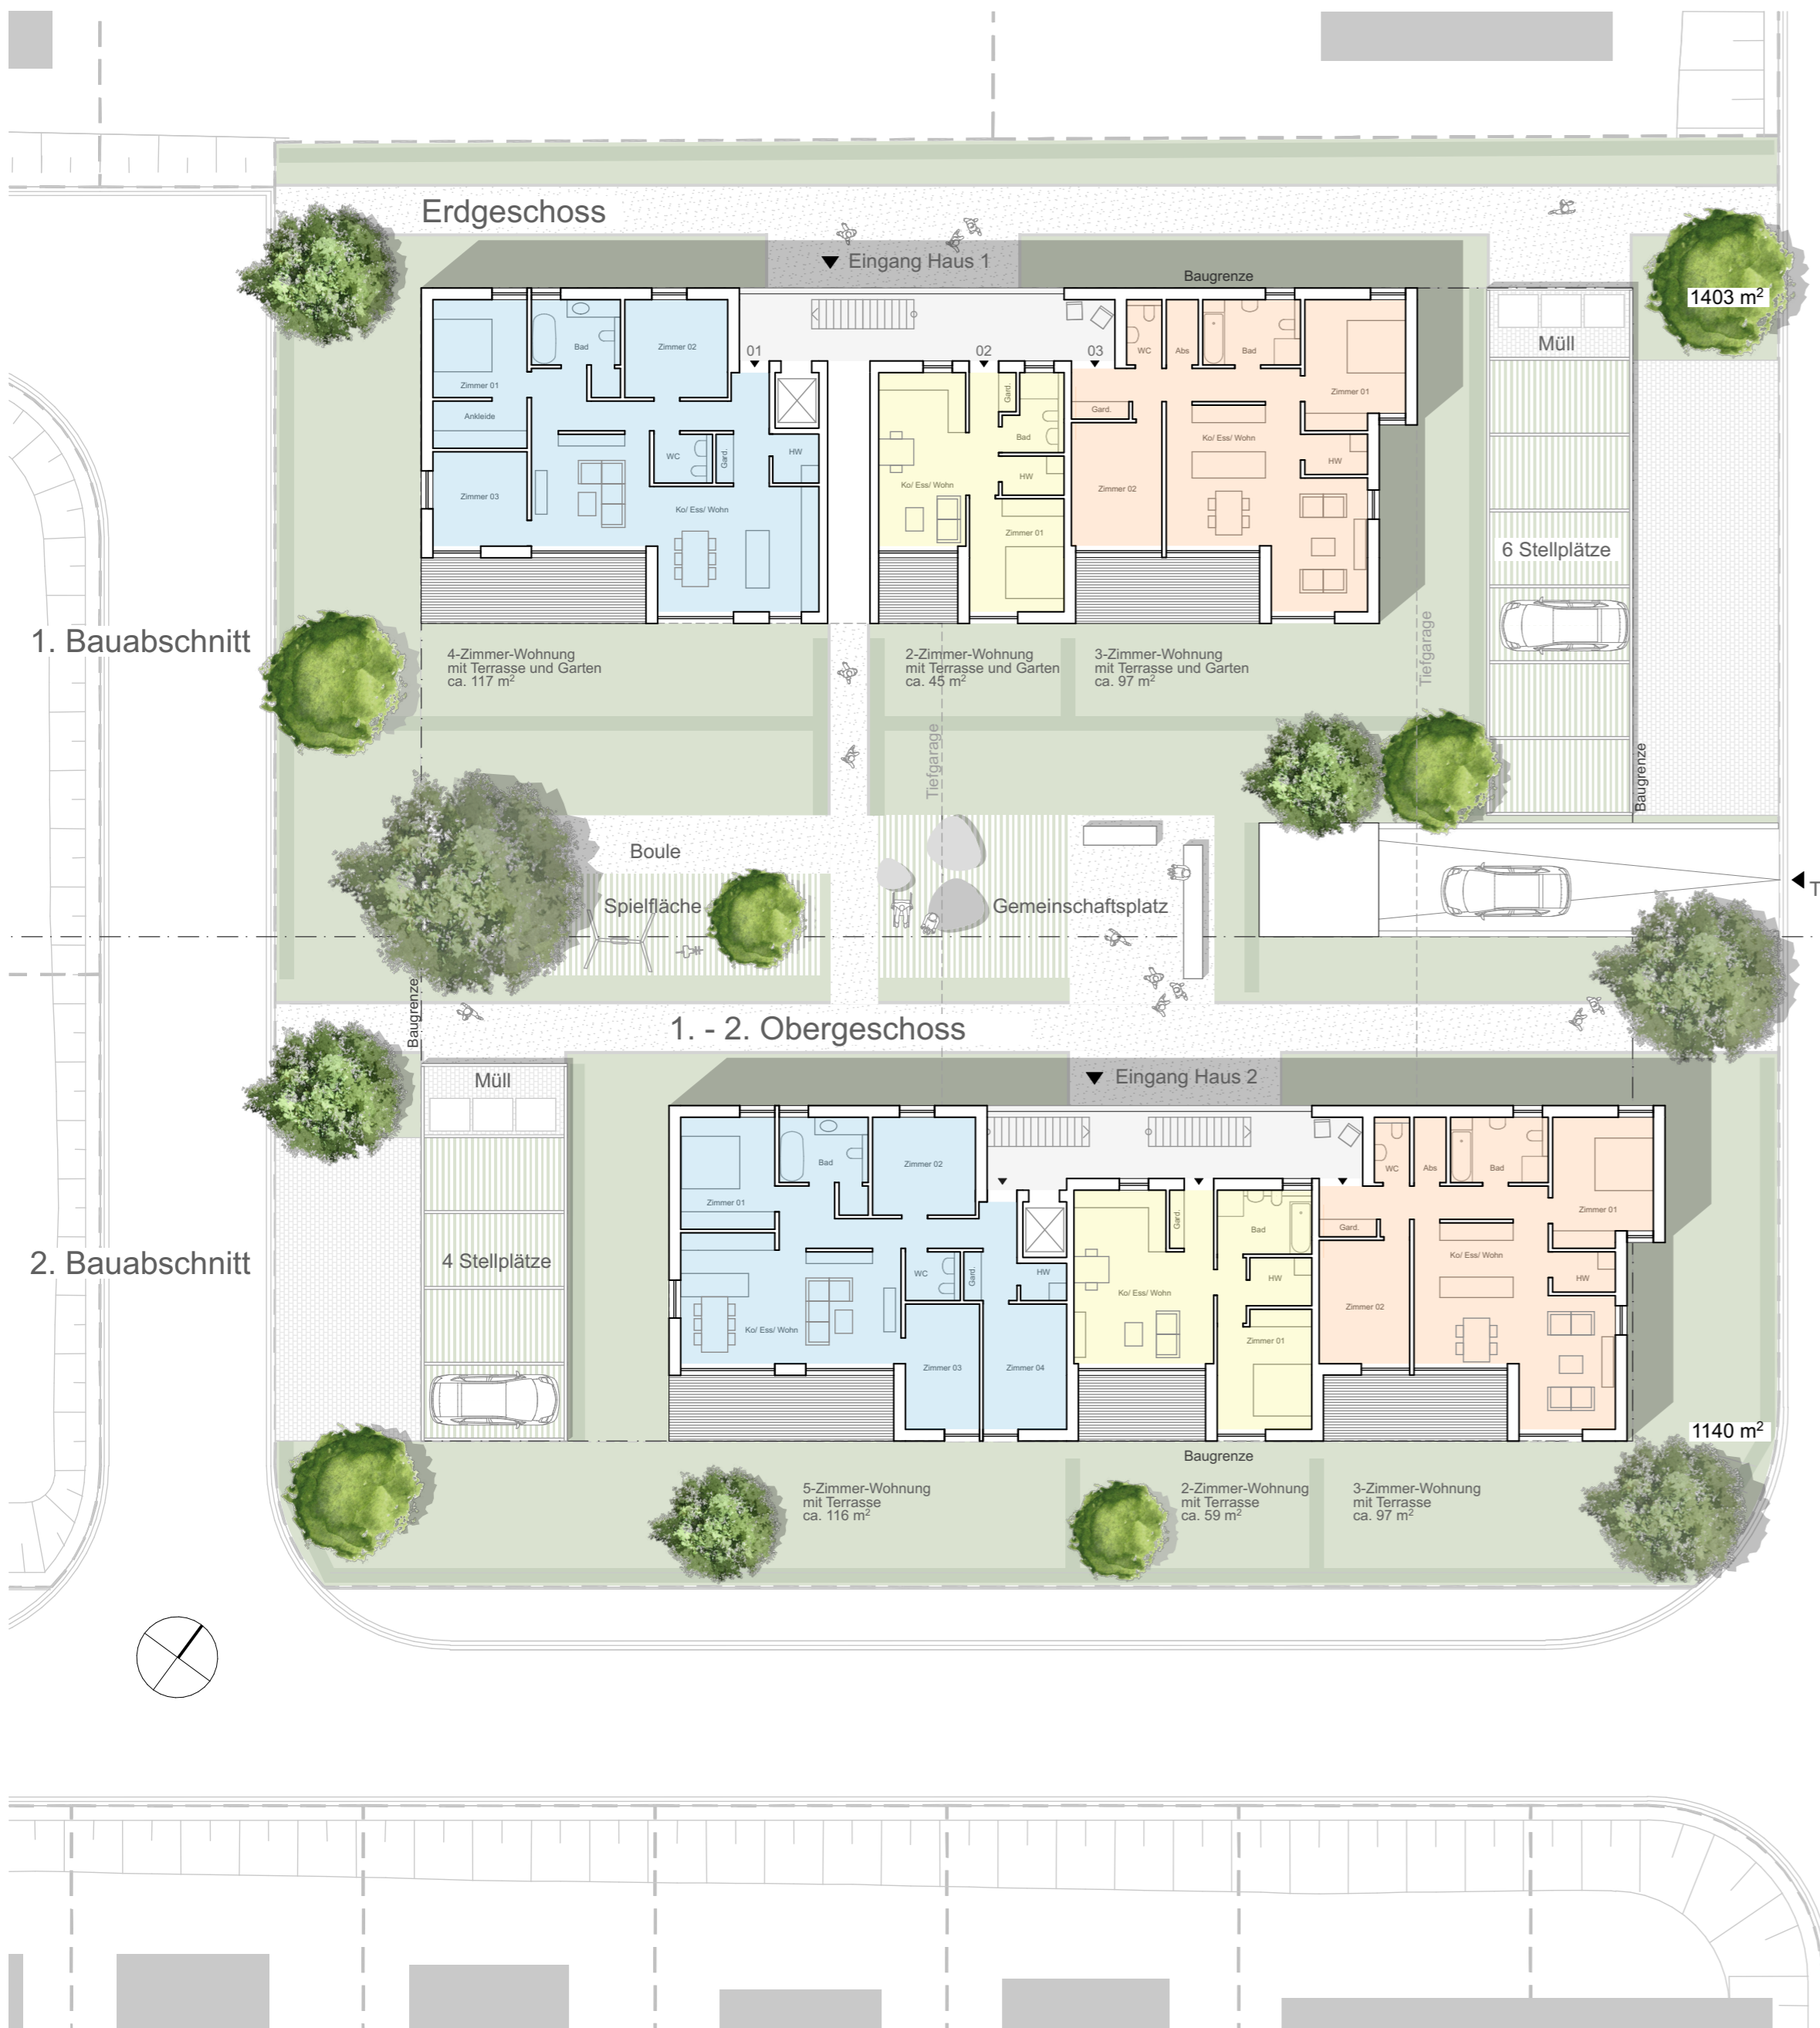 Erdgeschoss
Eingang Haus 1
Baugrenze
1403 m²
Müll
01
02
03
Bad
Zimmer 02
Zimmer 01
Ankleide
Zimmer 03
WC
Gard.
HW
Ko/ Ess/ Wohn
Gard.
Bad
HW
Ko/ Ess/ Wohn
Zimmer 01
WC
Abs
Bad
Zimmer 01
Gard.
Ko/ Ess/ Wohn
HW
Zimmer 02
6 Stellplätze
1. Bauabschnitt
4-Zimmer-Wohnung
mit Terrasse und Garten
ca. 117 m²
2-Zimmer-Wohnung
mit Terrasse und Garten
ca. 45 m²
3-Zimmer-Wohnung
mit Terrasse und Garten
ca. 97 m²
Tiefgarage
Tiefgarage
Baugrenze
Boule
Spielfläche
Gemeinschaftsplatz
T
Baugrenze
1. - 2. Obergeschoss
Eingang Haus 2
Müll
2. Bauabschnitt
4 Stellplätze
Bad
Zimmer 02
Zimmer 01
WC
Gard.
HW
Ko/ Ess/ Wohn
Zimmer 03
Zimmer 04
Gard.
Bad
HW
Ko/ Ess/ Wohn
Zimmer 01
WC
Abs
Bad
Zimmer 01
Gard.
Ko/ Ess/ Wohn
HW
Zimmer 02
1140 m²
Baugrenze
5-Zimmer-Wohnung
mit Terrasse
ca. 116 m²
2-Zimmer-Wohnung
mit Terrasse
ca. 59 m²
3-Zimmer-Wohnung
mit Terrasse
ca. 97 m²